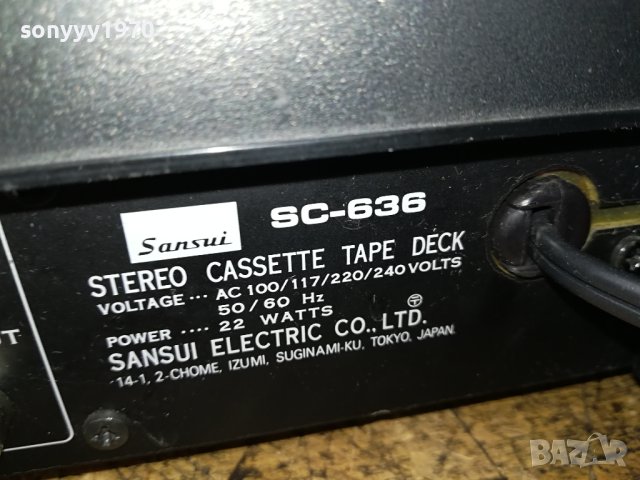 sonyyy1970
Sansui SC-636
STEREO CASSETTE TAPE DECK
VOLTAGE ... AC 100/117/220/240 VOLTS
50/60 Hz
POWER .... 22 WATTS
SANSUI ELECTRIC CO., LTD.
14-1, 2-CHOME, IZUMI, SUGINAMI-KU, TOKYO, JAPAN.
BAZAR